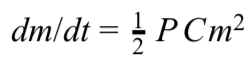 dm/dt = ½ P C m²